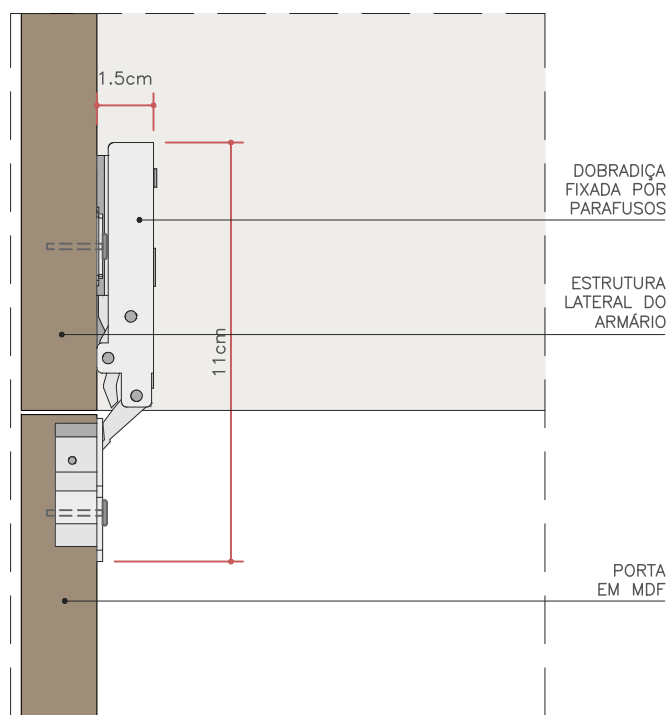 1.5cm
DOBRADIÇA
FIXADA POR
PARAFUSOS
ESTRUTURA
LATERAL DO
ARMÁRIO
11cm
PORTA
EM MDF